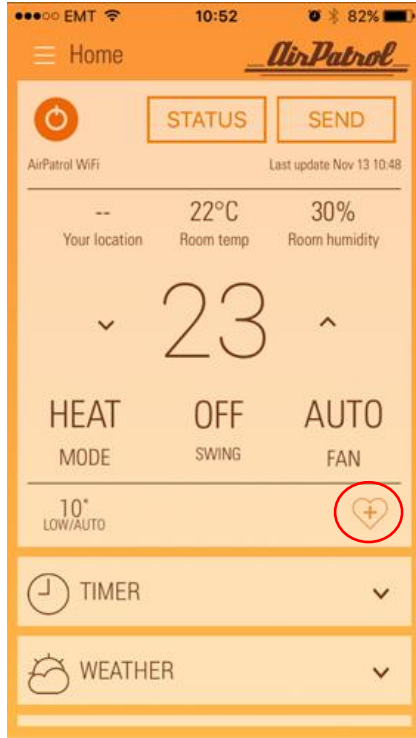 EMT 10:52 82%
Home AirPatrol
STATUS SEND
AirPatrol WiFi Last update Nov 13 10:48
-- 22°C 30%
Your location Room temp Room humidity
23
HEAT OFF AUTO
MODE SWING FAN
10°
LOW/AUTO
TIMER
WEATHER